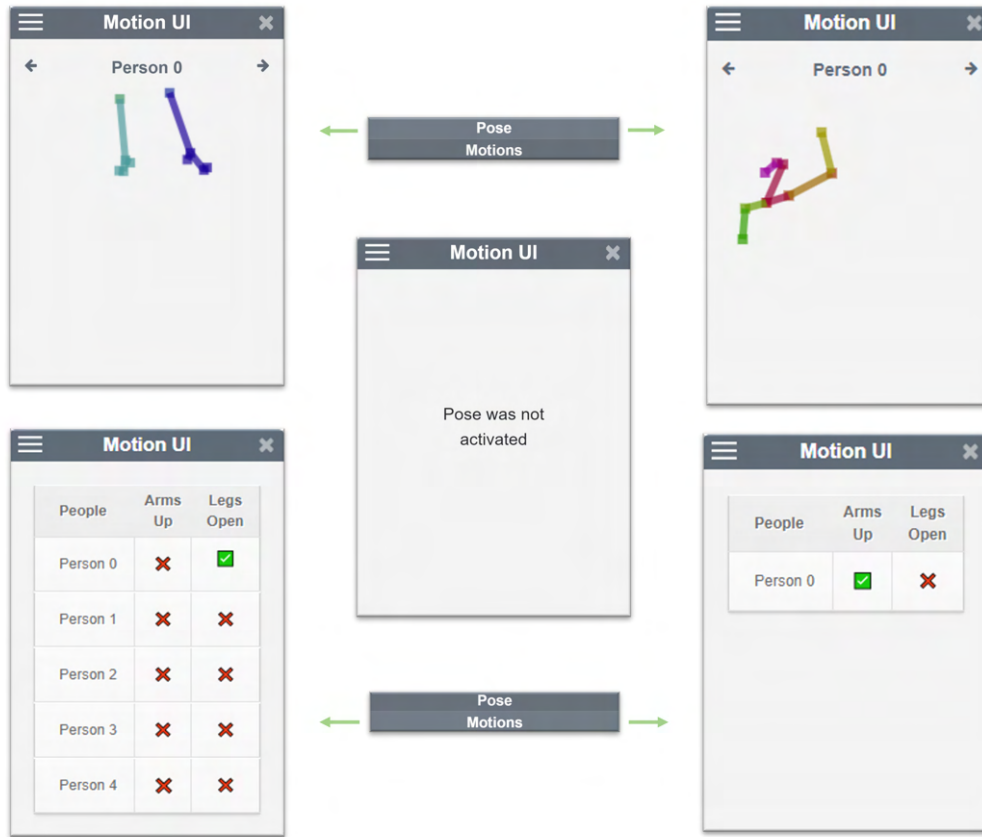 Motion UI
Person 0
Motion UI
Person 0
Pose
Motions
Motion UI
Pose was not
activated
Motion UI
People Arms Up Legs Open
Person 0
Person 1
Person 2
Person 3
Person 4
Motion UI
People Arms Up Legs Open
Person 0
Pose
Motions